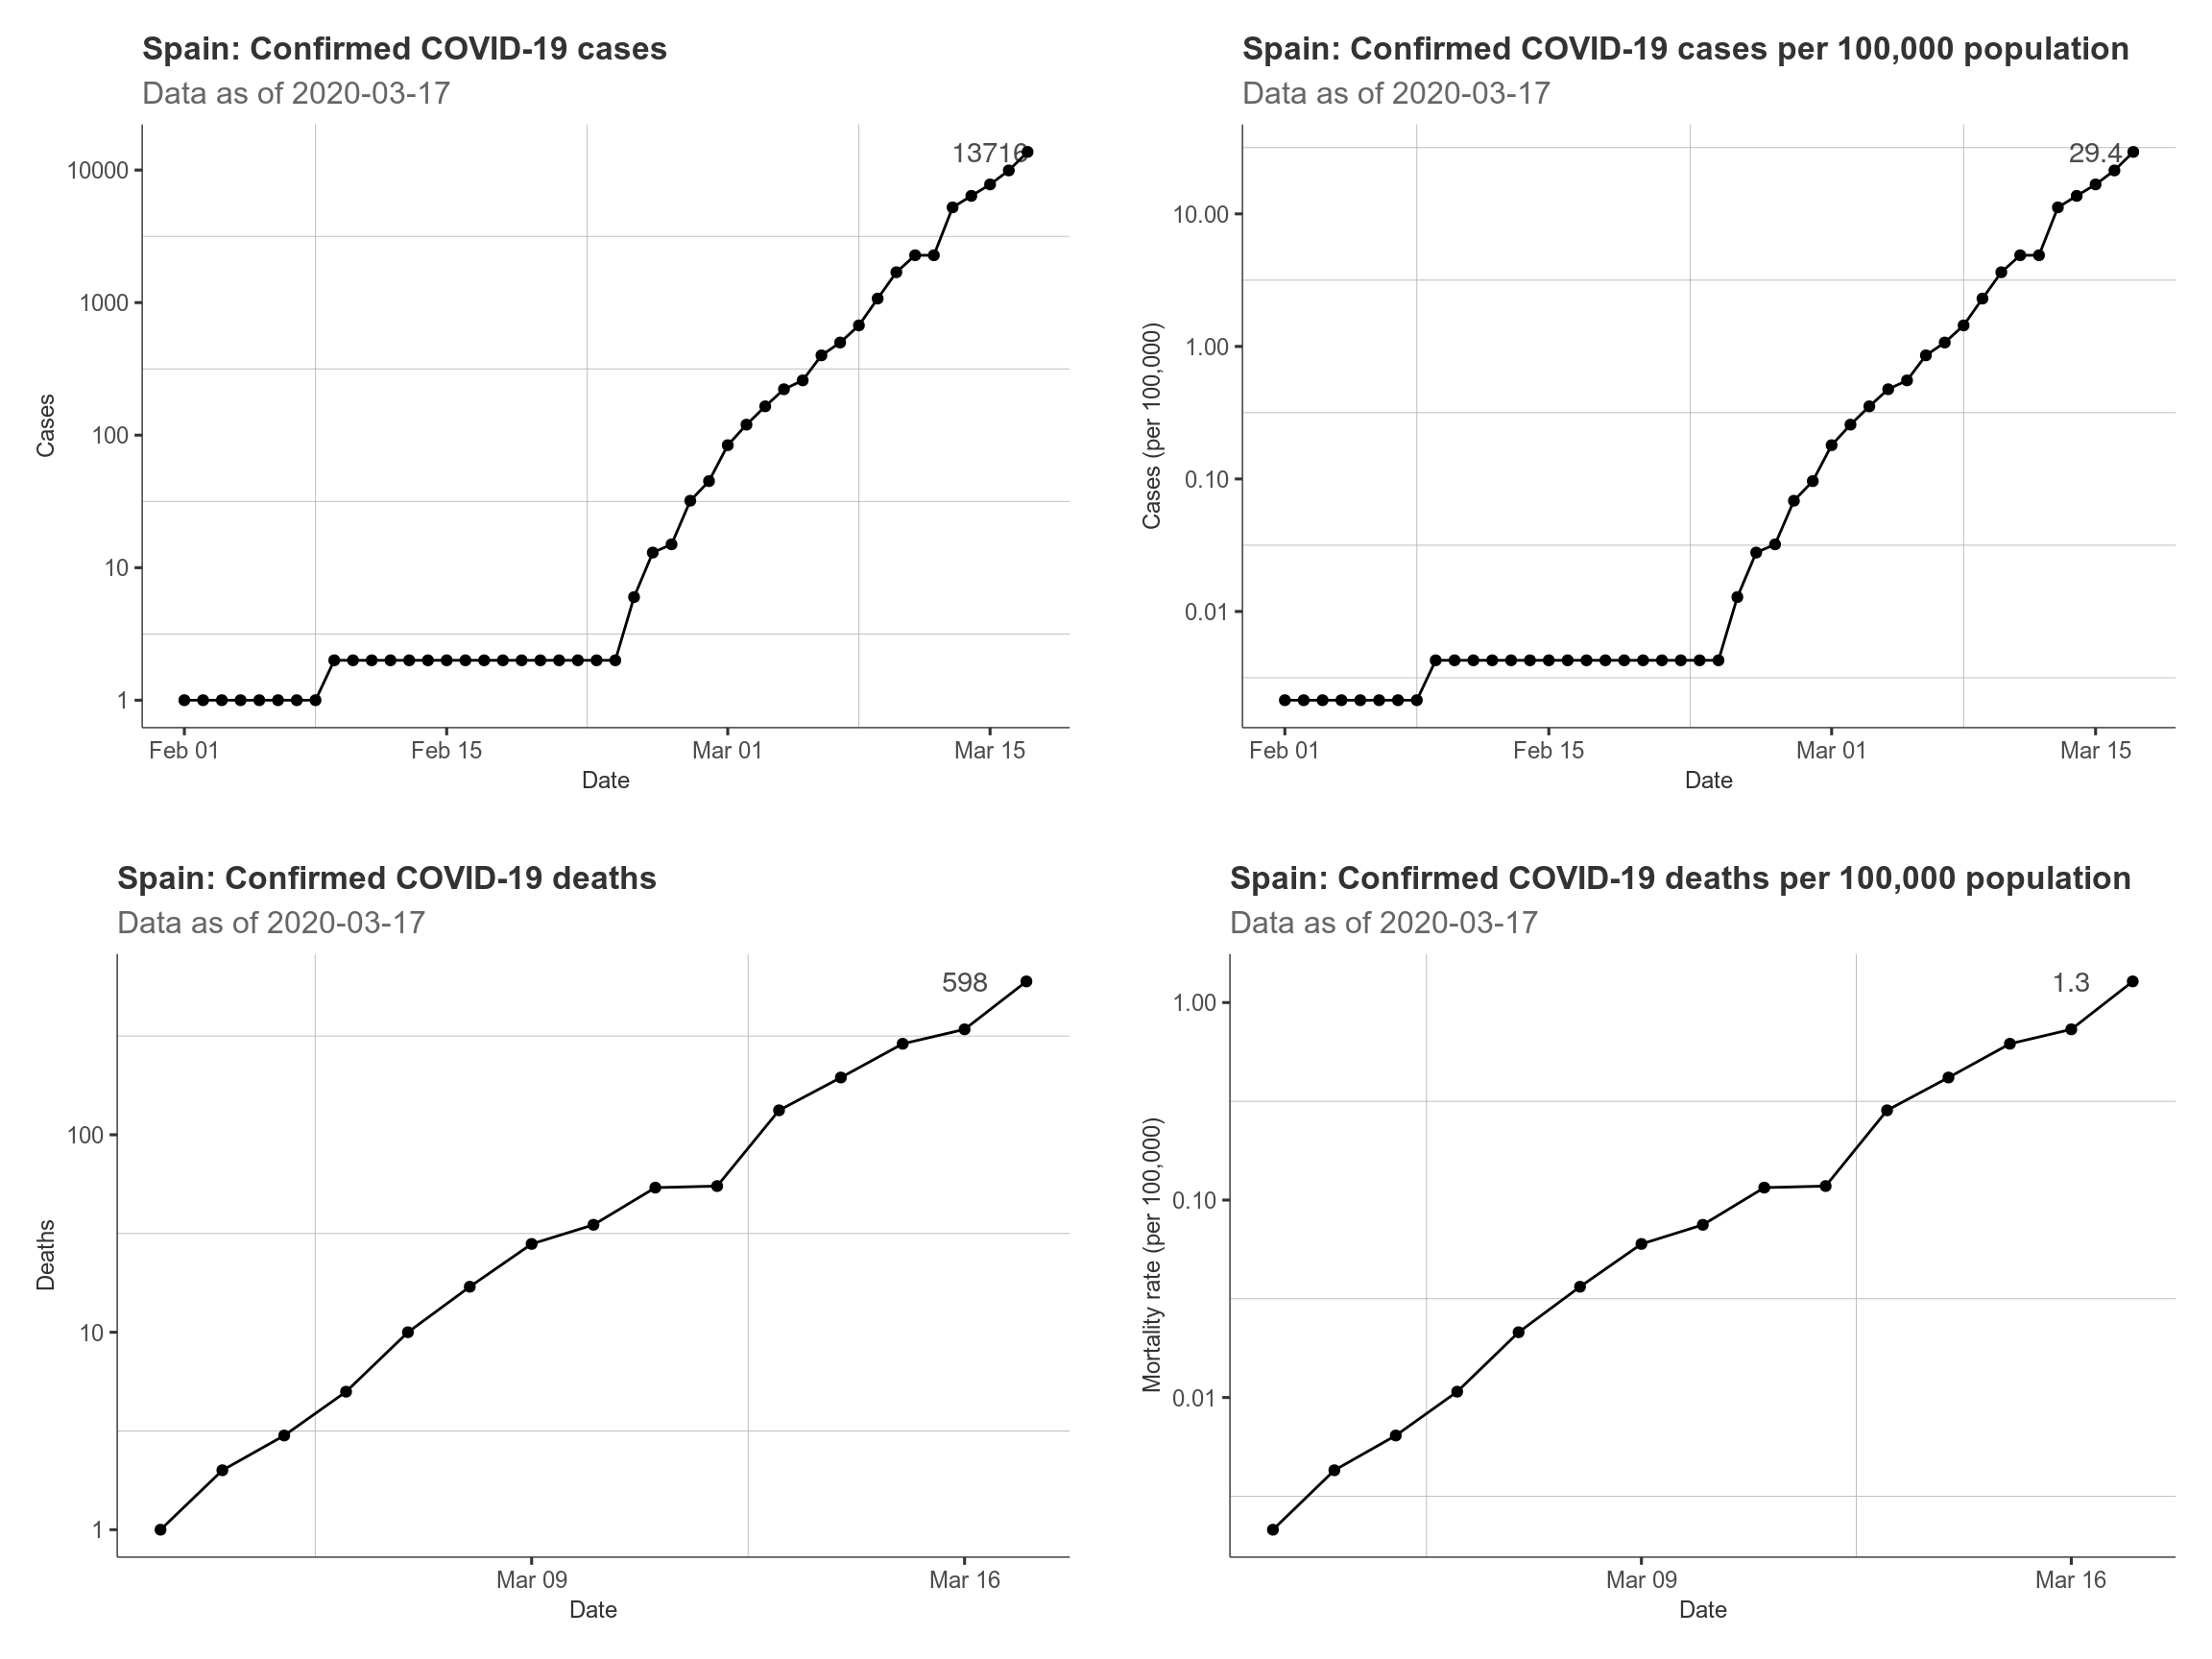 Spain: Confirmed COVID-19 cases
Data as of 2020-03-17
13716
10000
1000
100
10
1
Cases
Feb 01 Feb 15 Mar 01 Mar 15
Date
Spain: Confirmed COVID-19 cases per 100,000 population
Data as of 2020-03-17
29.4
10.00
1.00
0.10
0.01
Cases (per 100,000)
Feb 01 Feb 15 Mar 01 Mar 15
Date
Spain: Confirmed COVID-19 deaths
Data as of 2020-03-17
598
100
10
1
Deaths
Mar 09 Mar 16
Date
Spain: Confirmed COVID-19 deaths per 100,000 population
Data as of 2020-03-17
1.3
1.00
0.10
0.01
Mortality rate (per 100,000)
Mar 09 Mar 16
Date